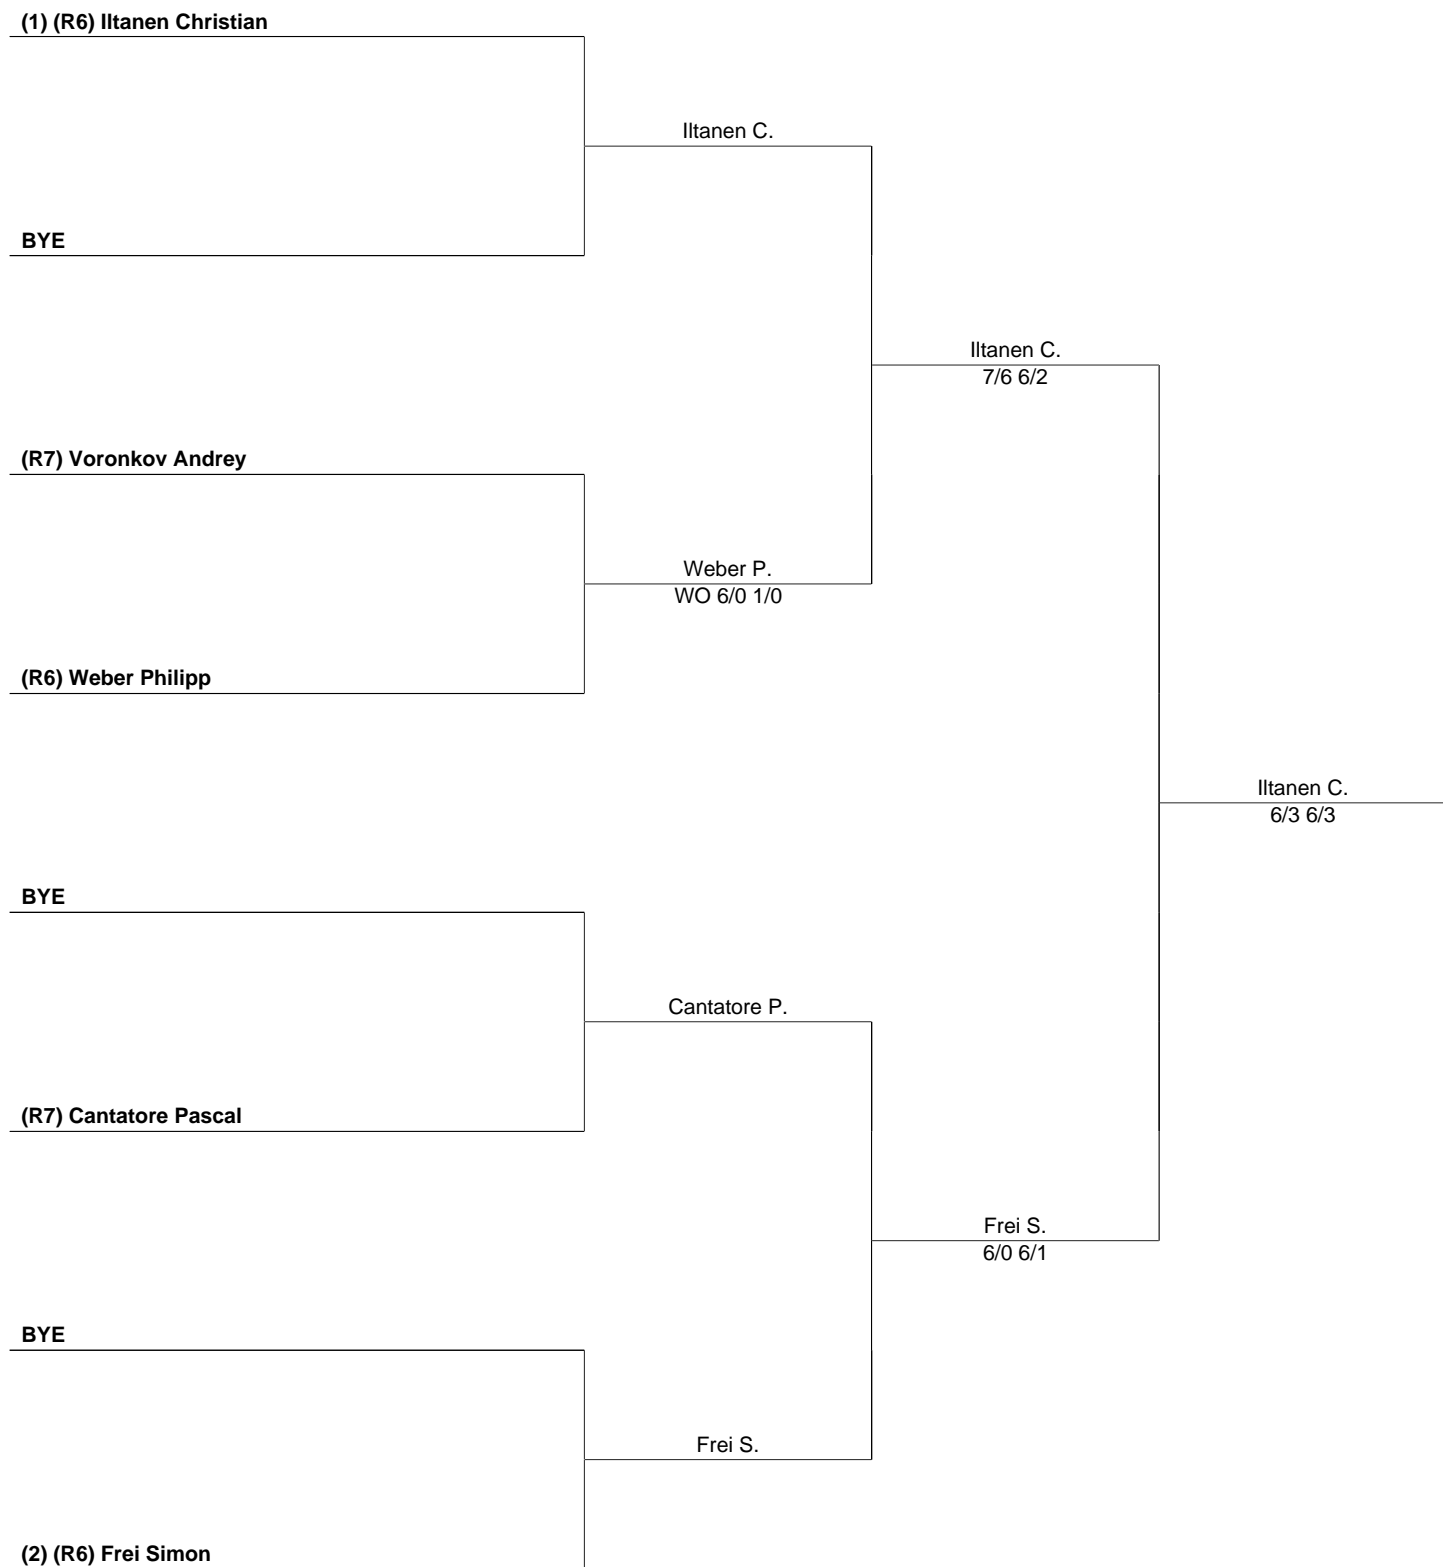 (1) (R6) Iltanen Christian
Iltanen C.
BYE
Iltanen C.
7/6 6/2
(R7) Voronkov Andrey
Weber P.
WO 6/0 1/0
(R6) Weber Philipp
Iltanen C.
6/3 6/3
BYE
Cantatore P.
(R7) Cantatore Pascal
Frei S.
6/0 6/1
BYE
Frei S.
(2) (R6) Frei Simon